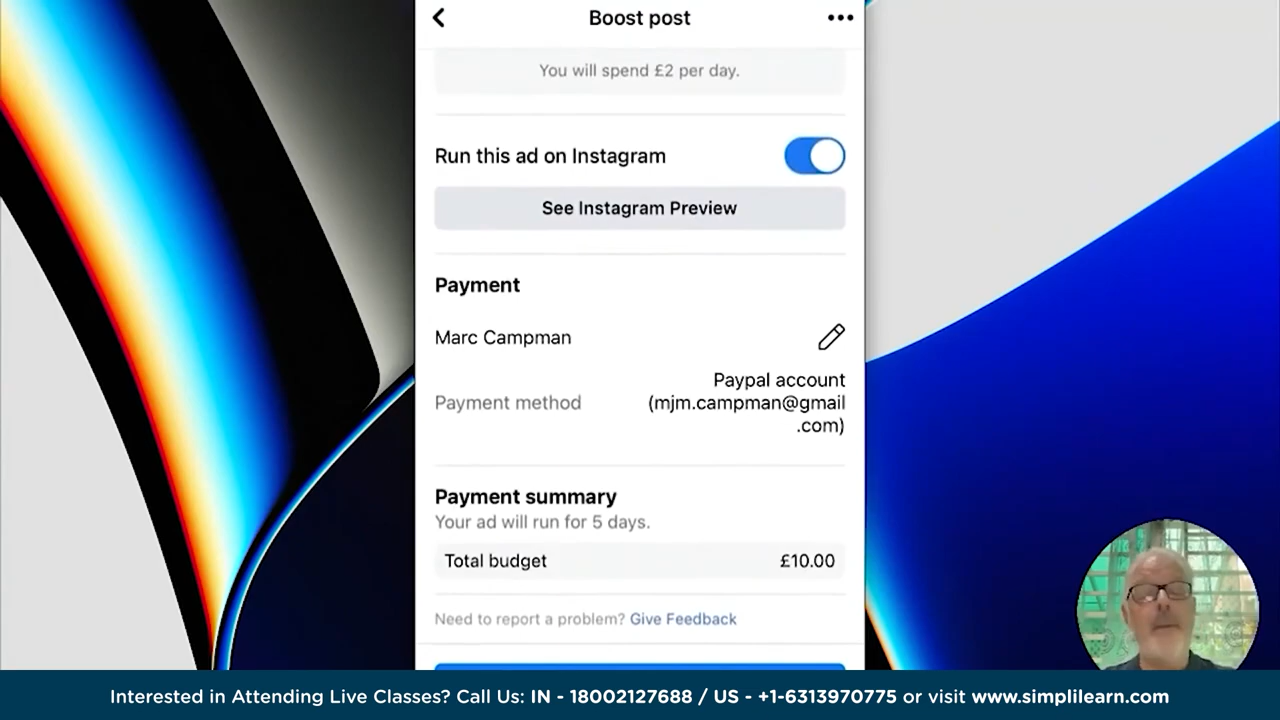 Boost post
You will spend £2 per day.
Run this ad on Instagram
See Instagram Preview
Payment
Marc Campman
Payment method
Paypal account
(mjm.campman@gmail
.com)
Payment summary
Your ad will run for 5 days.
Total budget £10.00
Need to report a problem? Give Feedback
Interested in Attending Live Classes? Call Us: IN - 18002127688 / US - +1-6313970775 or visit www.simplilearn.com